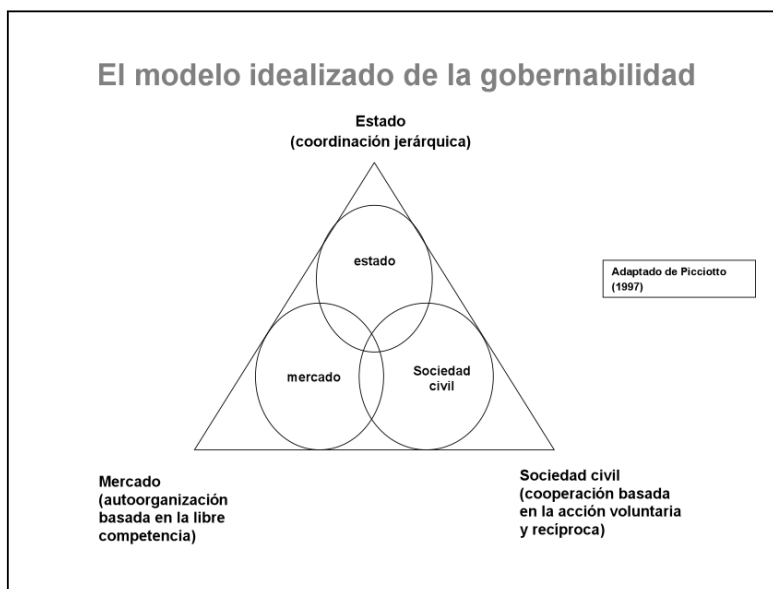 El modelo idealizado de la gobernabilidad
Estado
(coordinación jerárquica)
estado
Adaptado de Picciotto
(1997)
mercado
Sociedad
civil
Mercado
(autoorganización
basada en la libre
competencia)
Sociedad civil
(cooperación basada
en la acción voluntaria
y recíproca)